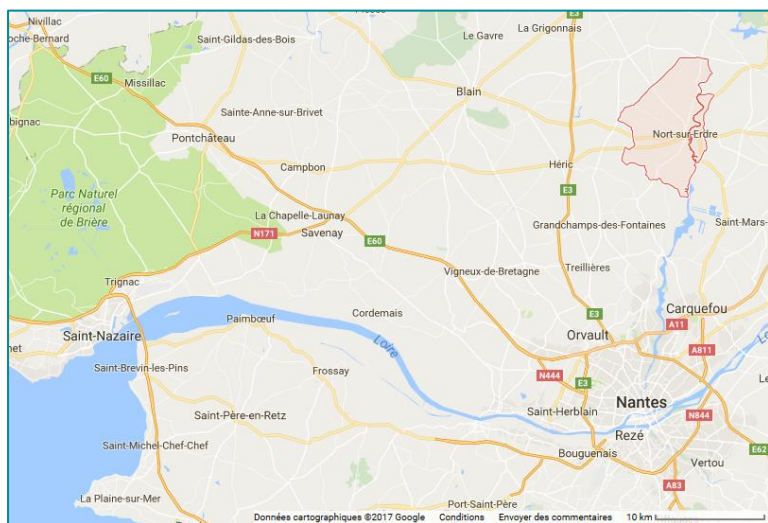 Nivillac
oche-Bernard
Missillac
E60
Saint-Gildas-des-Bois
Le Gavre
La Grigonnais
E3
Blain
Sainte-Anne-sur-Brivet
bignac
Pontchâteau
Nort-sur-Erdre
Campbon
Héric
E3
Parc Naturel
régional
de Brière
La Chapelle-Launay
Savenay
N171
E60
Grandchamps-des-Fontaines
Saint-Mars-
Vigneux-de-Bretagne
Treillières
Trignac
Cordemais
Paimbœuf
E3
Carquefou
A11
Saint-Nazaire
Orvault
A811
net
Loire
Lo
Saint-Brevin-les-Pins
Frossay
N444
E3
Nantes
Saint-Herblain
N844
Saint-Père-en-Retz
Rezé
Saint-Michel-Chef-Chef
Bouguenais
E62
Vertou
A83
La Plaine-sur-Mer
Port-Saint-Père
Données cartographiques ©2017 Google Conditions Envoyer des commentaires 10 km